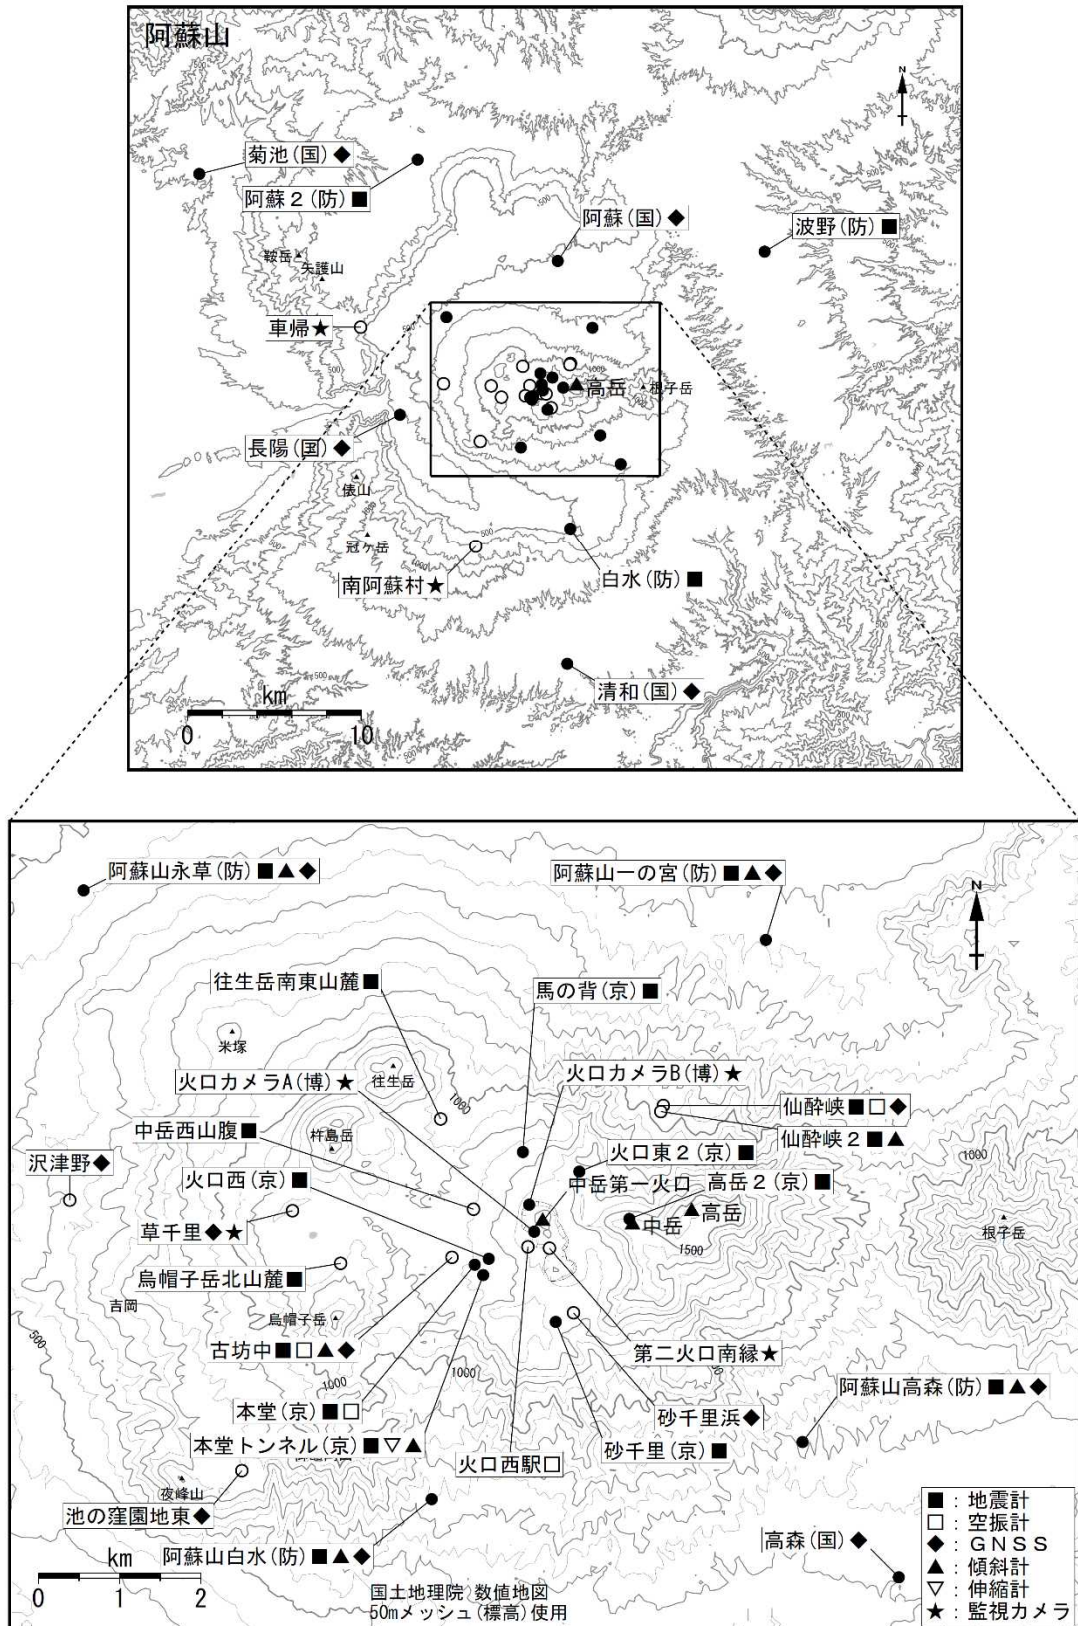 阿蘇山
N
菊池(国)◆
阿蘇2(防)■
阿蘇(国)◆
波野(防)■
鞍岳
矢護山
車帰★
高岳
根子岳
長陽(国)◆
俵山
冠ケ岳
南阿蘇村★
白水(防)■
清和(国)◆
km
0 10
阿蘇山永草(防)■▲◆
阿蘇山一の宮(防)■▲◆
N
往生岳南東山麓■
馬の背(京)■
米塚
往生岳
火口カメラA(博)★
火口カメラB(博)★
仙酔峡■□◆
仙酔峡2■▲
中岳西山腹■
杵島岳
火口東2(京)■
沢津野◆
火口西(京)■
中岳第一火口
高岳2(京)■
草千里◆★
中岳
高岳
根子岳
烏帽子岳北山麓■
吉岡
烏帽子岳
古坊中■□▲◆
第二火口南縁★
本堂(京)■□
砂千里浜◆
阿蘇山高森(防)■▲◆
本堂トンネル(京)■▽▲
火口西駅□
砂千里(京)■
夜峰山
池の窪園地東◆
阿蘇山白水(防)■▲◆
高森(国)◆
km
0 1 2
国土地理院 数値地図
50mメッシュ(標高)使用
■:地震計
□:空振計
◆:GNSS
▲:傾斜計
▽:伸縮計
★:監視カメラ
500
1000
1500